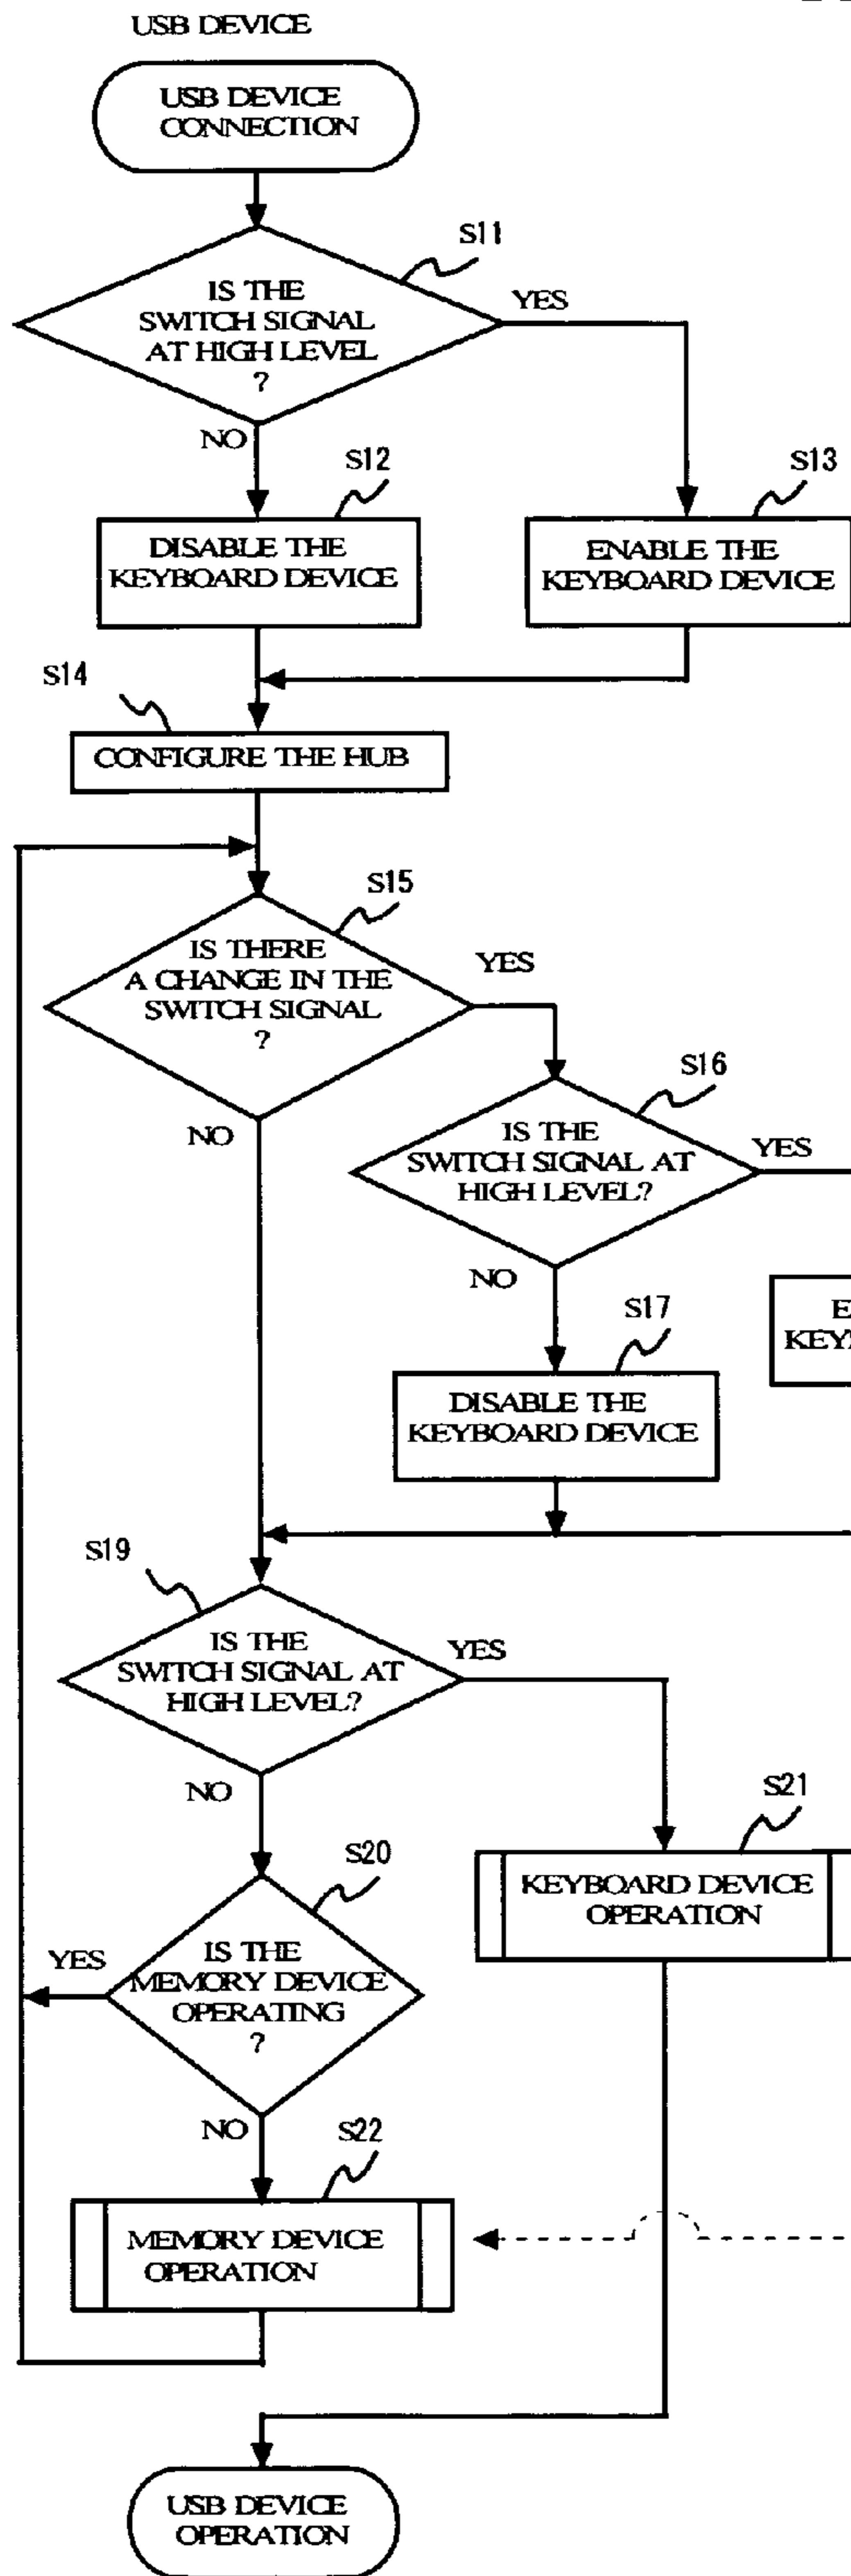 USB DEVICE
USB DEVICE
CONNECTION
S11
IS THE
SWITCH SIGNAL
AT HIGH LEVEL
?
YES
NO
S12
S13
DISABLE THE
KEYBOARD DEVICE
ENABLE THE
KEYBOARD DEVICE
S14
CONFIGURE THE HUB
S15
IS THERE
A CHANGE IN THE
SWITCH SIGNAL
?
YES
NO
S16
IS THE
SWITCH SIGNAL AT
HIGH LEVEL?
YES
NO
S17
E
KEY
DISABLE THE
KEYBOARD DEVICE
S19
IS THE
SWITCH SIGNAL AT
HIGH LEVEL?
YES
NO
S21
KEYBOARD DEVICE
OPERATION
S20
IS THE
MEMORY DEVICE
OPERATING
?
YES
NO
S22
MEMORY DEVICE
OPERATION
USB DEVICE
OPERATION